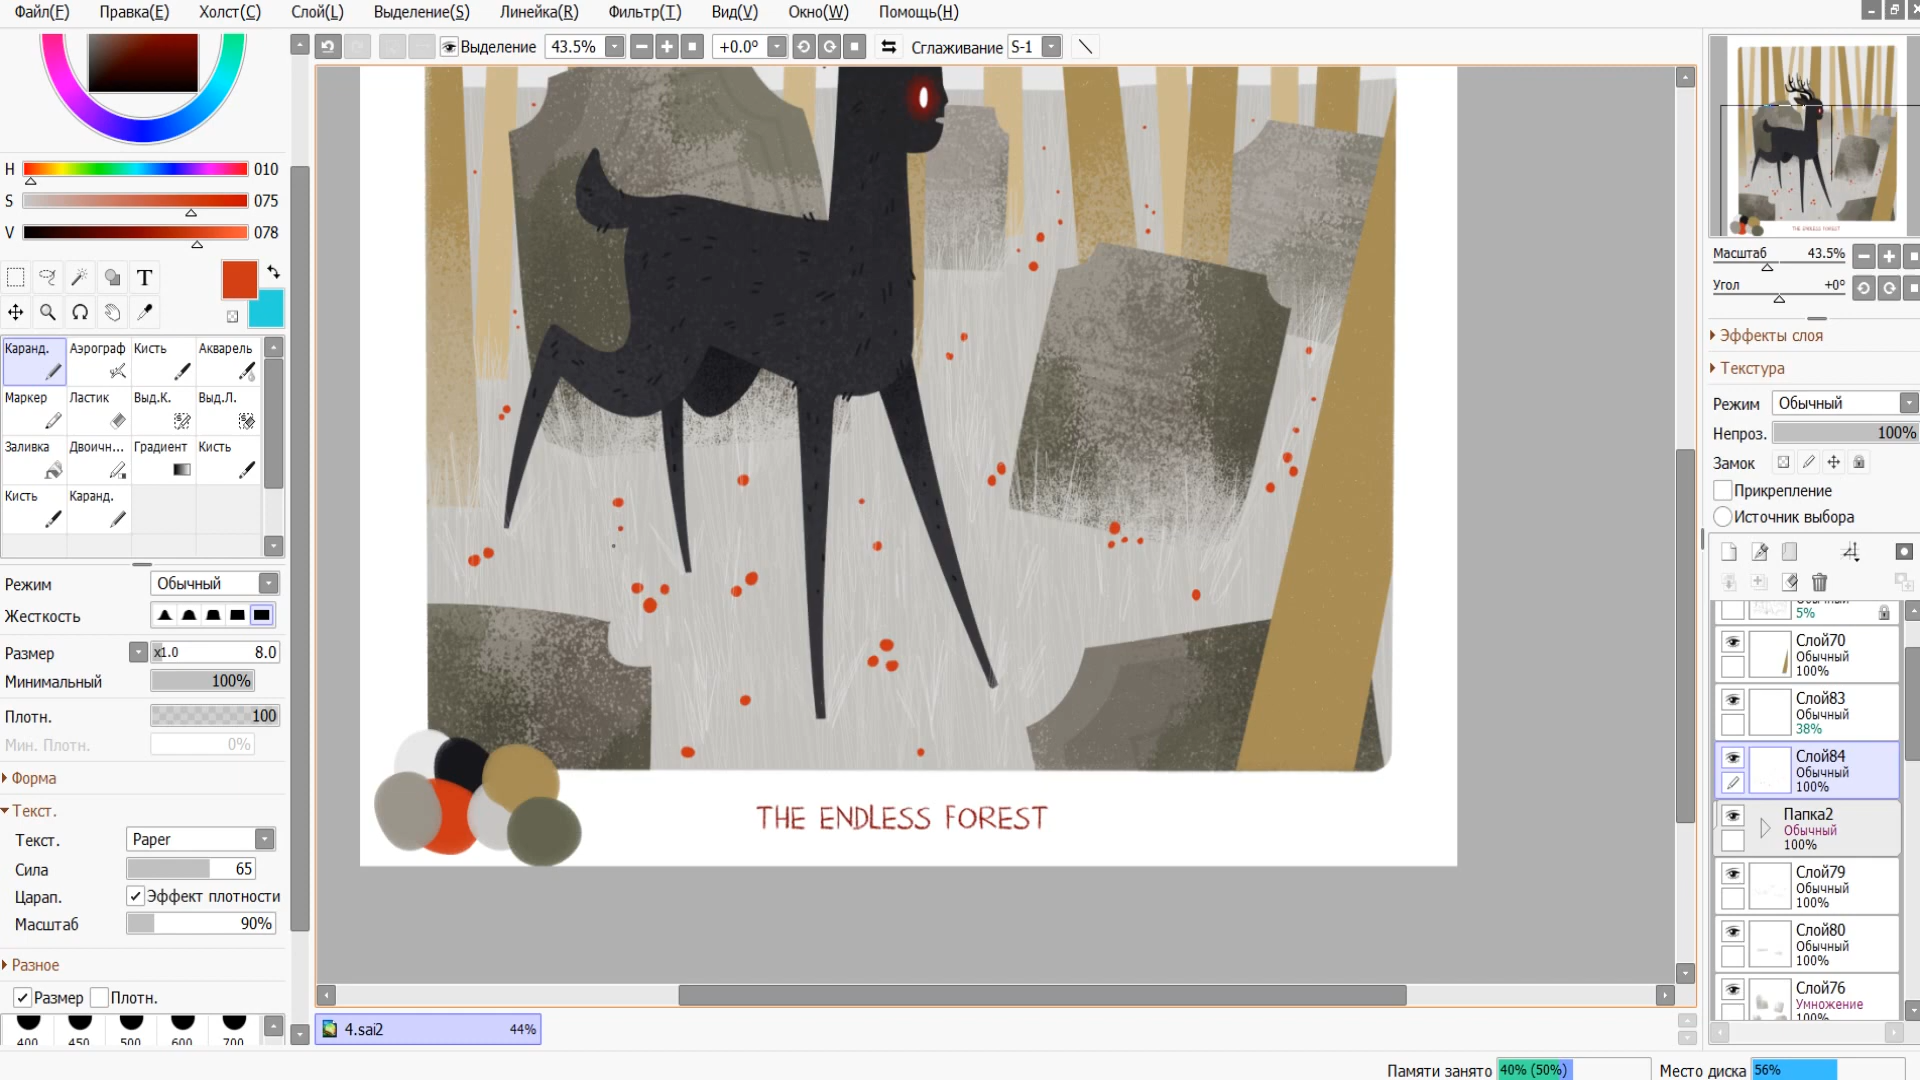 Файл(F) Правка(E) Холст(C) Слой(L) Выделение(S) Линейка(R) Фильтр(T) Вид(V) Окно(W) Помощь(H)
Выделение 43.5% +0.0° Сглаживание S-1
H 010
S 075
V 078
T
Каранд. Аэрограф Кисть Акварель
Маркер Ластик Выд.К. Выд.Л.
Заливка Двоичн... Градиент Кисть
Кисть Каранд.
Режим Обычный
Жесткость
Размер x1.0 8.0
Минимальный 100%
Плотн. 100
Мин. Плотн. 0%
Форма
Текст.
Текст. Paper
Сила 65
Царап. Эффект плотности
Масштаб 90%
Разное
Размер Плотн.
400 450 500 600 700
THE ENDLESS FOREST
4.sai2 44%
THE ENDLESS FOREST
Масштаб 43.5%
Угол +0°
Эффекты слоя
Текстура
Режим Обычный
Непроз. 100%
Замок
Прикрепление
Источник выбора
Обычный
5%
Слой70
Обычный
100%
Слой83
Обычный
38%
Слой84
Обычный
100%
Папка2
Обычный
100%
Слой79
Обычный
100%
Слой80
Обычный
100%
Слой76
Умножение
100%
Памяти занято 40% (50%) Место диска 56%